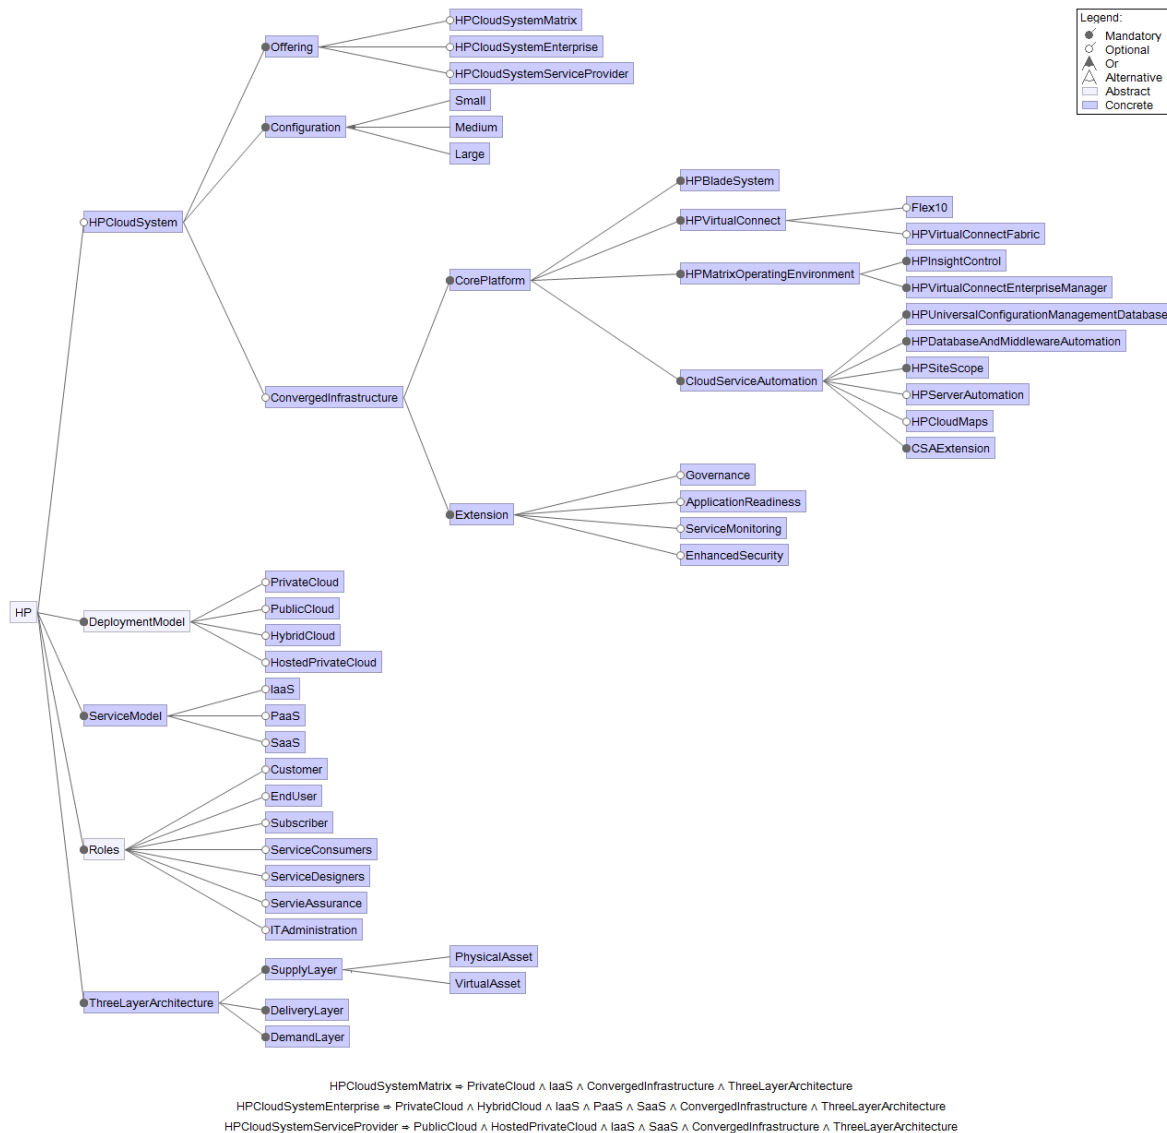 HPCloudSystemMatrix
Legend:
Mandatory
Optional
Or
Alternative
Abstract
Concrete
Offering
HPCloudSystemEnterprise
HPCloudSystemServiceProvider
Small
Configuration
Medium
Large
HPBladeSystem
Flex10
HPCloudSystem
HPVirtualConnect
HPVirtualConnectFabric
HPInsightControl
CorePlatform
HPMatrixOperatingEnvironment
HPVirtualConnectEnterpriseManager
HPUniversalConfigurationManagementDatabase
HPDatabaseAndMiddlewareAutomation
HPSiteScope
CloudServiceAutomation
HPServerAutomation
ConvergedInfrastructure
HPCloudMaps
CSAExtension
Governance
ApplicationReadiness
Extension
ServiceMonitoring
EnhancedSecurity
PrivateCloud
HP
DeploymentModel
PublicCloud
HybridCloud
HostedPrivateCloud
IaaS
ServiceModel
PaaS
SaaS
Customer
EndUser
Subscriber
Roles
ServiceConsumers
ServiceDesigners
ServieAssurance
ITAdministration
PhysicalAsset
SupplyLayer
VirtualAsset
ThreeLayerArchitecture
DeliveryLayer
DemandLayer
HPCloudSystemMatrix ⇒ PrivateCloud ∧ IaaS ∧ ConvergedInfrastructure ∧ ThreeLayerArchitecture
HPCloudSystemEnterprise ⇒ PrivateCloud ∧ HybridCloud ∧ IaaS ∧ PaaS ∧ SaaS ∧ ConvergedInfrastructure ∧ ThreeLayerArchitecture
HPCloudSystemServiceProvider ⇒ PublicCloud ∧ HostedPrivateCloud ∧ IaaS ∧ SaaS ∧ ConvergedInfrastructure ∧ ThreeLayerArchitecture